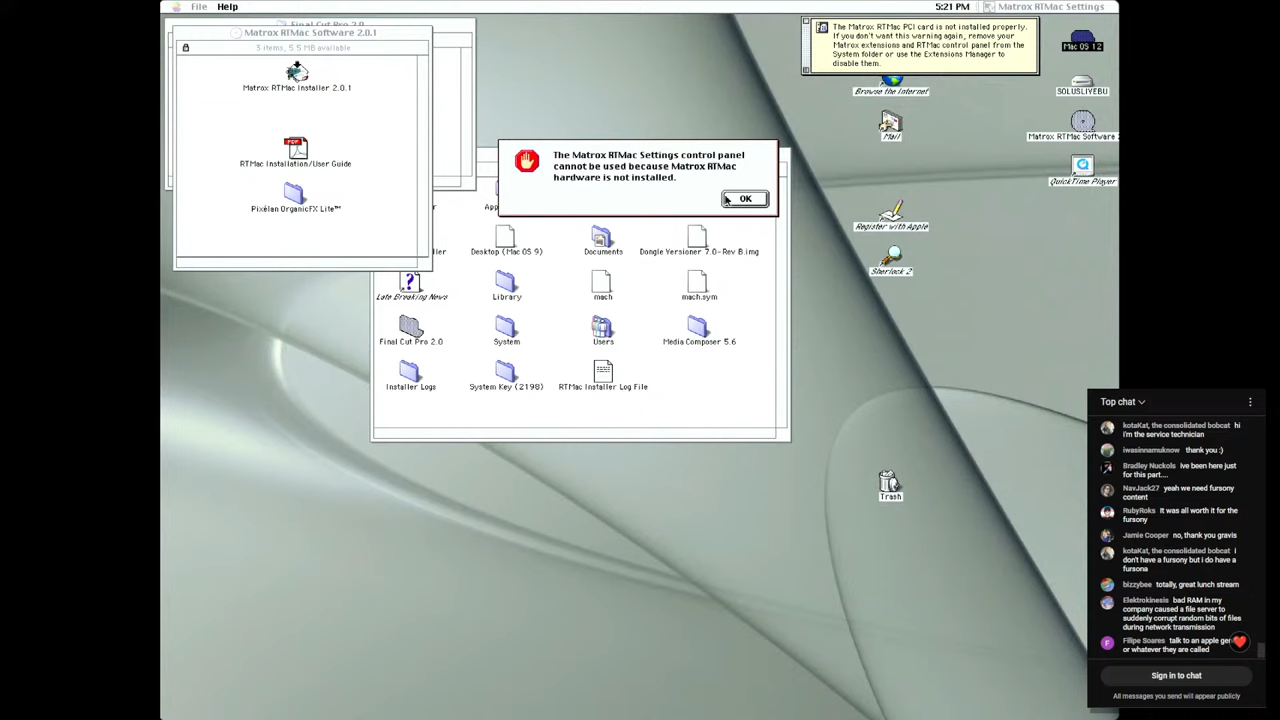 File Help
5:21 PM Matrox RTMac Settings
Final Cut Pro 2.0
Matrox RTMac Software 2.0.1
3 items, 5.5 MB available
Matrox RTMac Installer 2.0.1
RTMac Installation/User Guide
Pixélan OrganicFX Lite™
The Matrox RTMac PCI card is not installed properly.
If you don't want this warning again, remove your
Matrox extensions and RTMac control panel from the
System folder or use the Extensions Manager to
disable them.
The Matrox RTMac Settings control panel
cannot be used because Matrox RTMac
hardware is not installed.
OK
Desktop (Mac OS 9)
Documents
Dongle Versioner 7.0-Rev B.img
Late Breaking News
Library
mach
mach.sym
Final Cut Pro 2.0
System
Users
Media Composer 5.6
Installer Logs
System Key (2198)
RTMac Installer Log File
Mac OS 12
Browse the Internet
SOLUSLIVEBU
Mail
Matrox RTMac Software
QuickTime Player
Register with Apple
Sherlock 2
Trash
Top chat
kotaKat, the consolidated bobcat hi
i'm the service technician
iwasinnamuknow thank you :)
Bradley Nuckols Ive been here just
for this part....
NavJack27 yeah we need fursony
content
RubyRoks It was all worth it for the
fursony
Jamie Cooper no, thank you gravis
kotaKat, the consolidated bobcat i
don't have a fursony but i do have a
fursona
bizzybee totally, great lunch stream
Elektrokinesis bad RAM in my
company caused a file server to
suddenly corrupt random bits of files
during network transmission
Filipe Soares talk to an apple ge
or whatever they are called
Sign in to chat
All messages you send will appear publicly